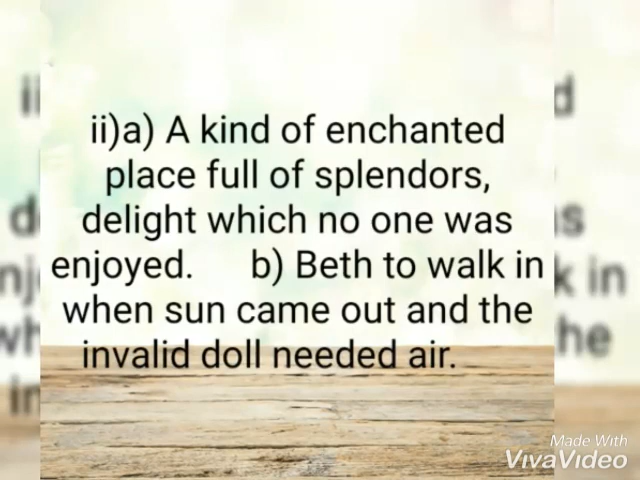 ii)a) A kind of enchanted
place full of splendors,
delight which no one was
enjoyed. b) Beth to walk in
when sun came out and the
invalid doll needed air.
Made With
VivaVideo